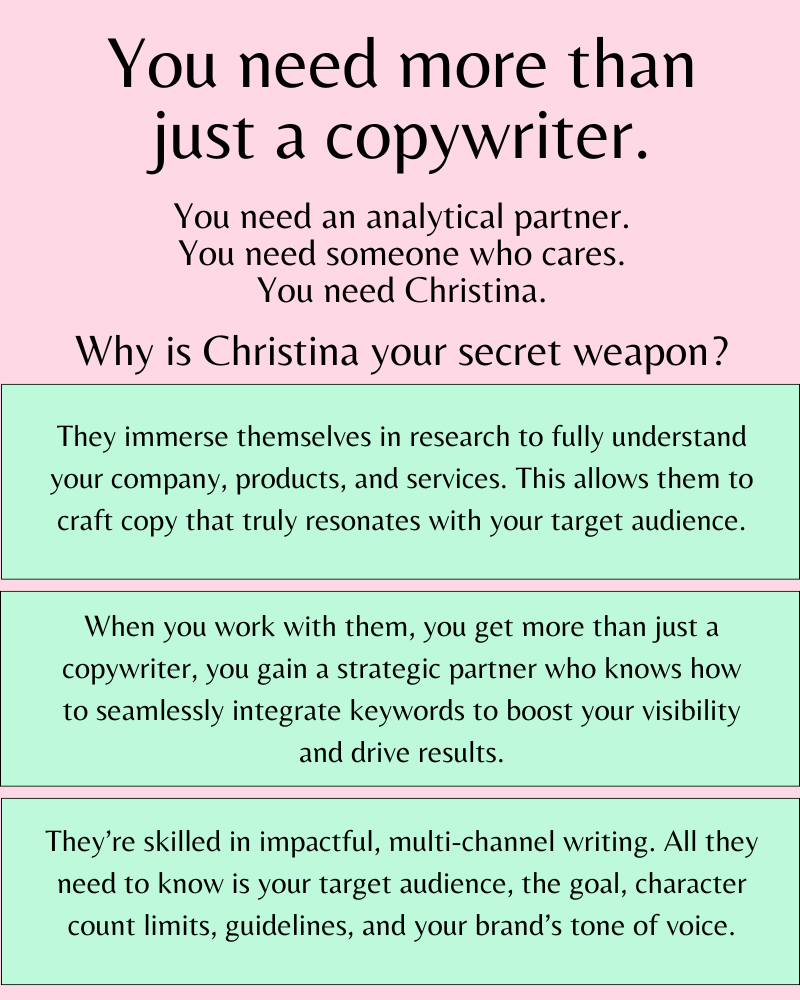 You need more than
just a copywriter.
You need an analytical partner.
You need someone who cares.
You need Christina.
Why is Christina your secret weapon?
They immerse themselves in research to fully understand
your company, products, and services. This allows them to
craft copy that truly resonates with your target audience.
When you work with them, you get more than just a
copywriter, you gain a strategic partner who knows how
to seamlessly integrate keywords to boost your visibility
and drive results.
They’re skilled in impactful, multi-channel writing. All they
need to know is your target audience, the goal, character
count limits, guidelines, and your brand’s tone of voice.